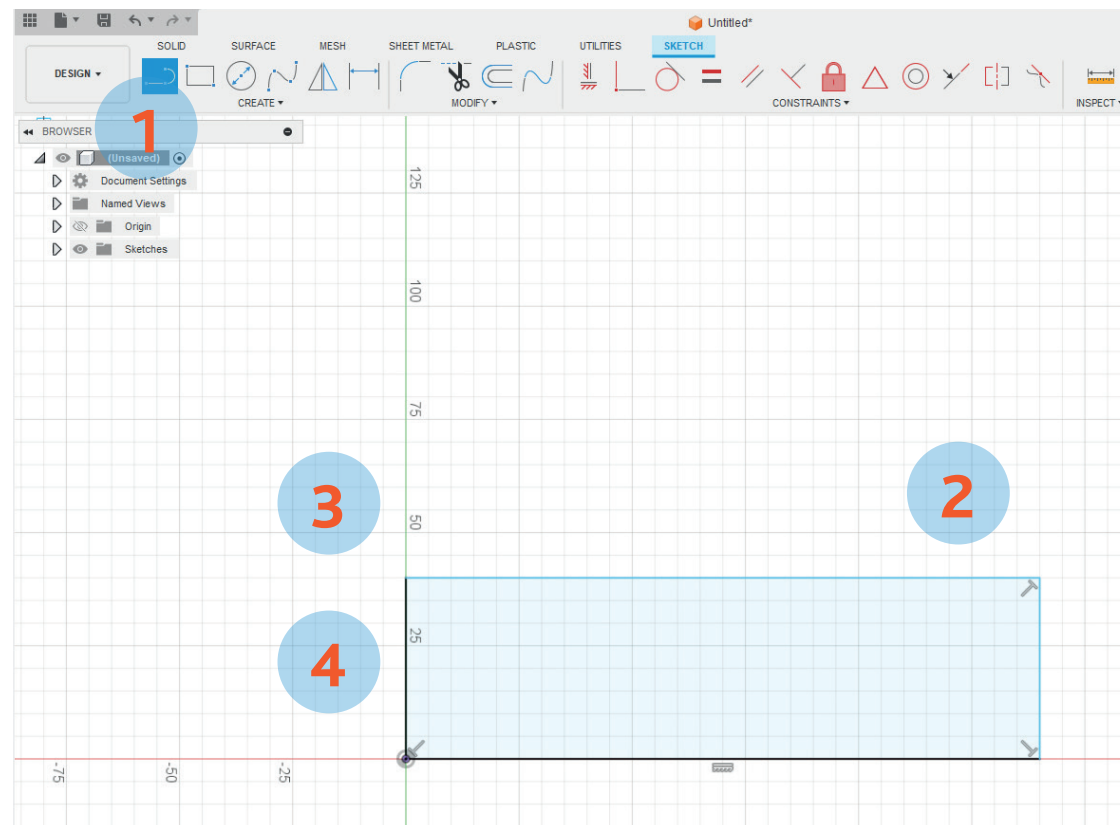 Untitled*
SOLID SURFACE MESH SHEET METAL PLASTIC UTILITIES SKETCH
DESIGN ▾
CREATE ▾ MODIFY ▾ CONSTRAINTS ▾ INSPECT ▾
1
BROWSER
(Unsaved)
Document Settings
Named Views
Origin
Sketches
125
100
75
50
25
3
2
4
-75
-50
-25